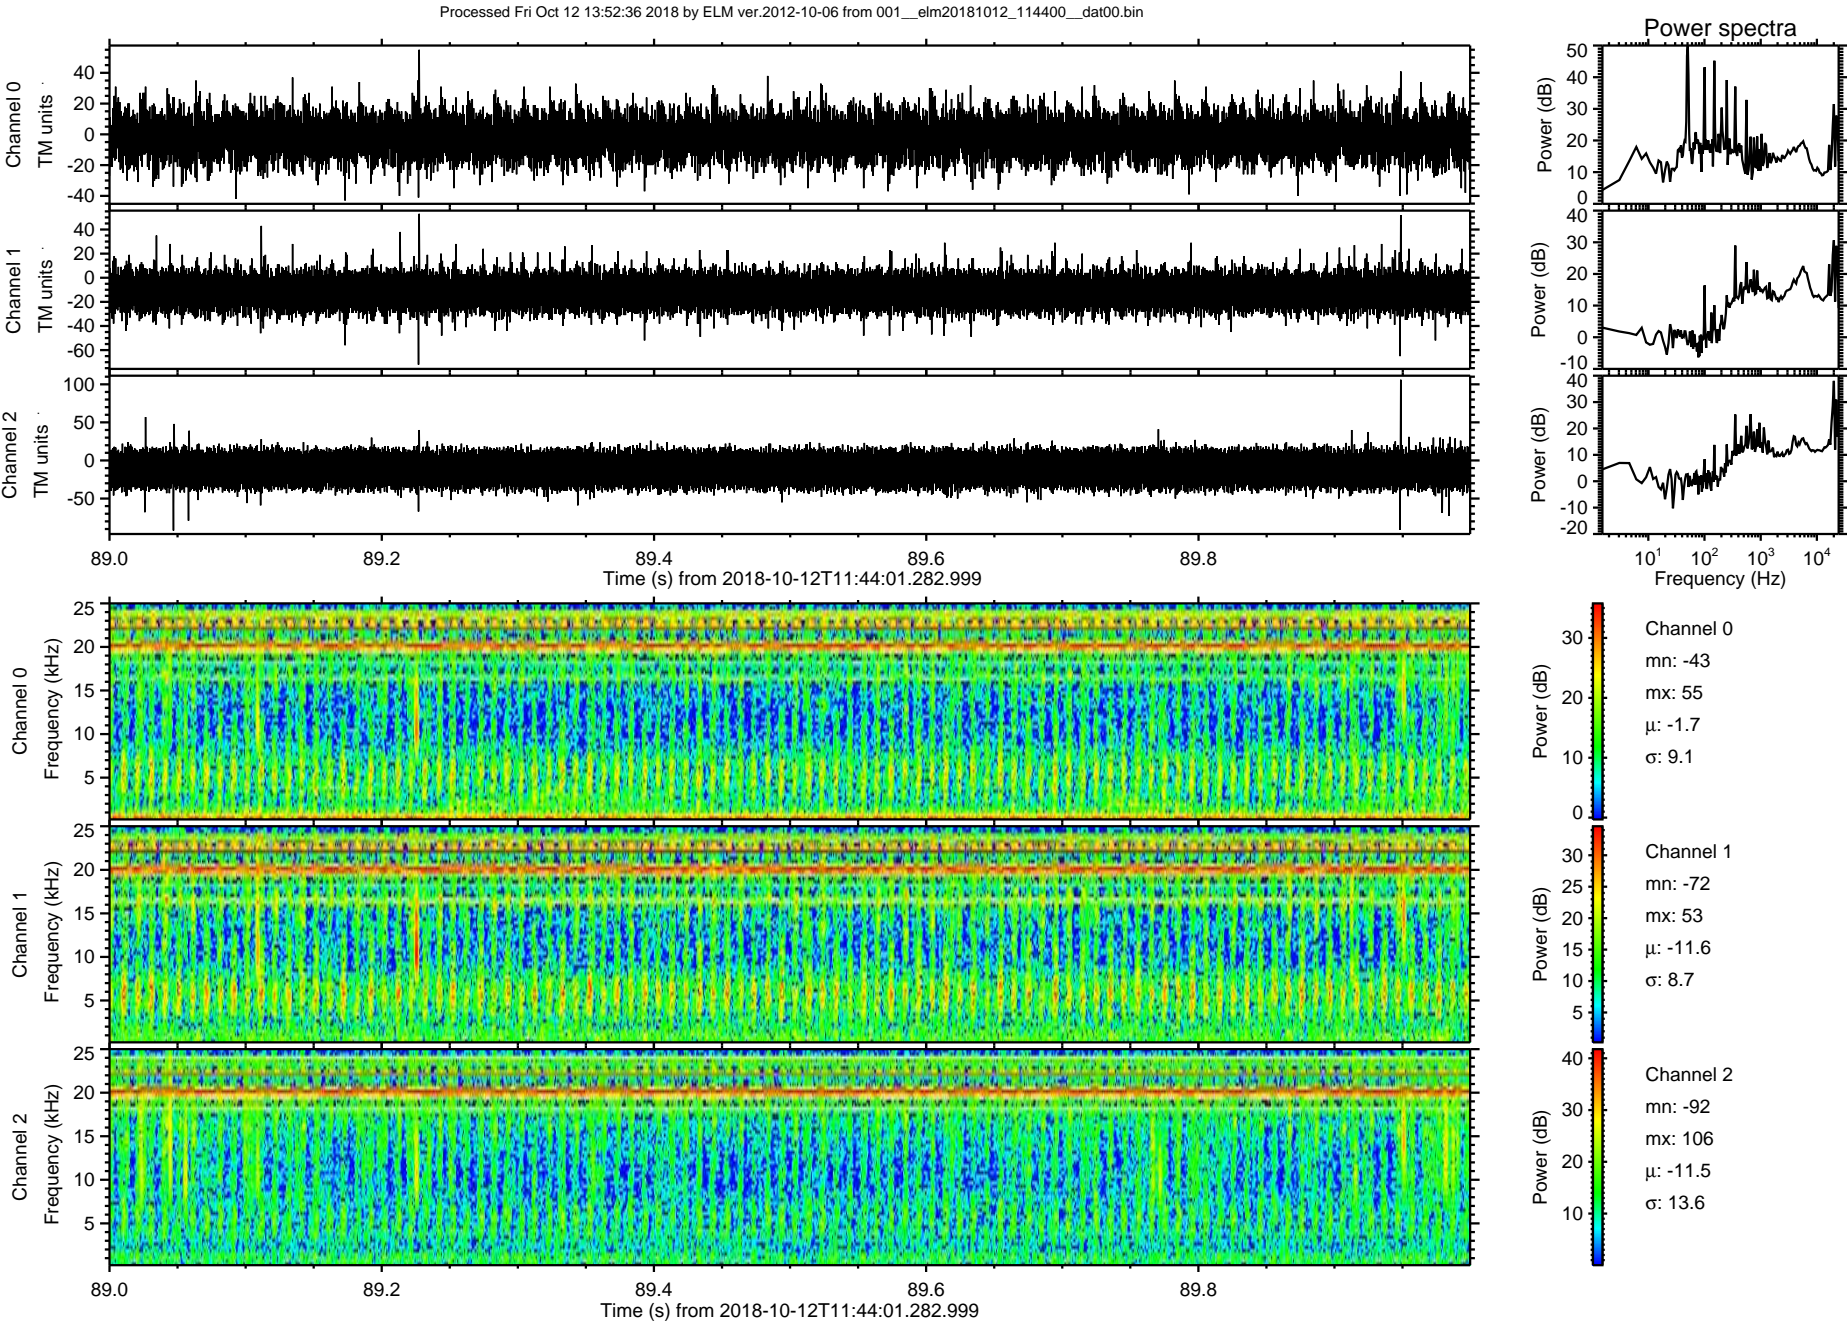 Processed Fri Oct 12 13:52:36 2018 by ELM ver.2012-10-06 from 001__elm20181012_114400__dat00.bin
Power spectra
Channel 0
TM units
40
20
0
-20
-40
Power (dB)
50
40
30
20
10
0
Channel 1
TM units
40
20
0
-20
-40
-60
Power (dB)
40
30
20
10
0
-10
Channel 2
TM units
100
50
0
-50
Power (dB)
40
30
20
10
0
-10
-20
89.0 89.2 89.4 89.6 89.8
Time (s) from 2018-10-12T11:44:01.282.999
10¹ 10² 10³ 10⁴
Frequency (Hz)
Channel 0
Frequency (kHz)
25
20
15
10
5
Power (dB)
30
20
10
0
Channel 0
mn: -43
mx: 55
μ: -1.7
σ: 9.1
Channel 1
Frequency (kHz)
25
20
15
10
5
Power (dB)
30
25
20
15
10
5
Channel 1
mn: -72
mx: 53
μ: -11.6
σ: 8.7
Channel 2
Frequency (kHz)
25
20
15
10
5
Power (dB)
40
30
20
10
Channel 2
mn: -92
mx: 106
μ: -11.5
σ: 13.6
89.0 89.2 89.4 89.6 89.8
Time (s) from 2018-10-12T11:44:01.282.999